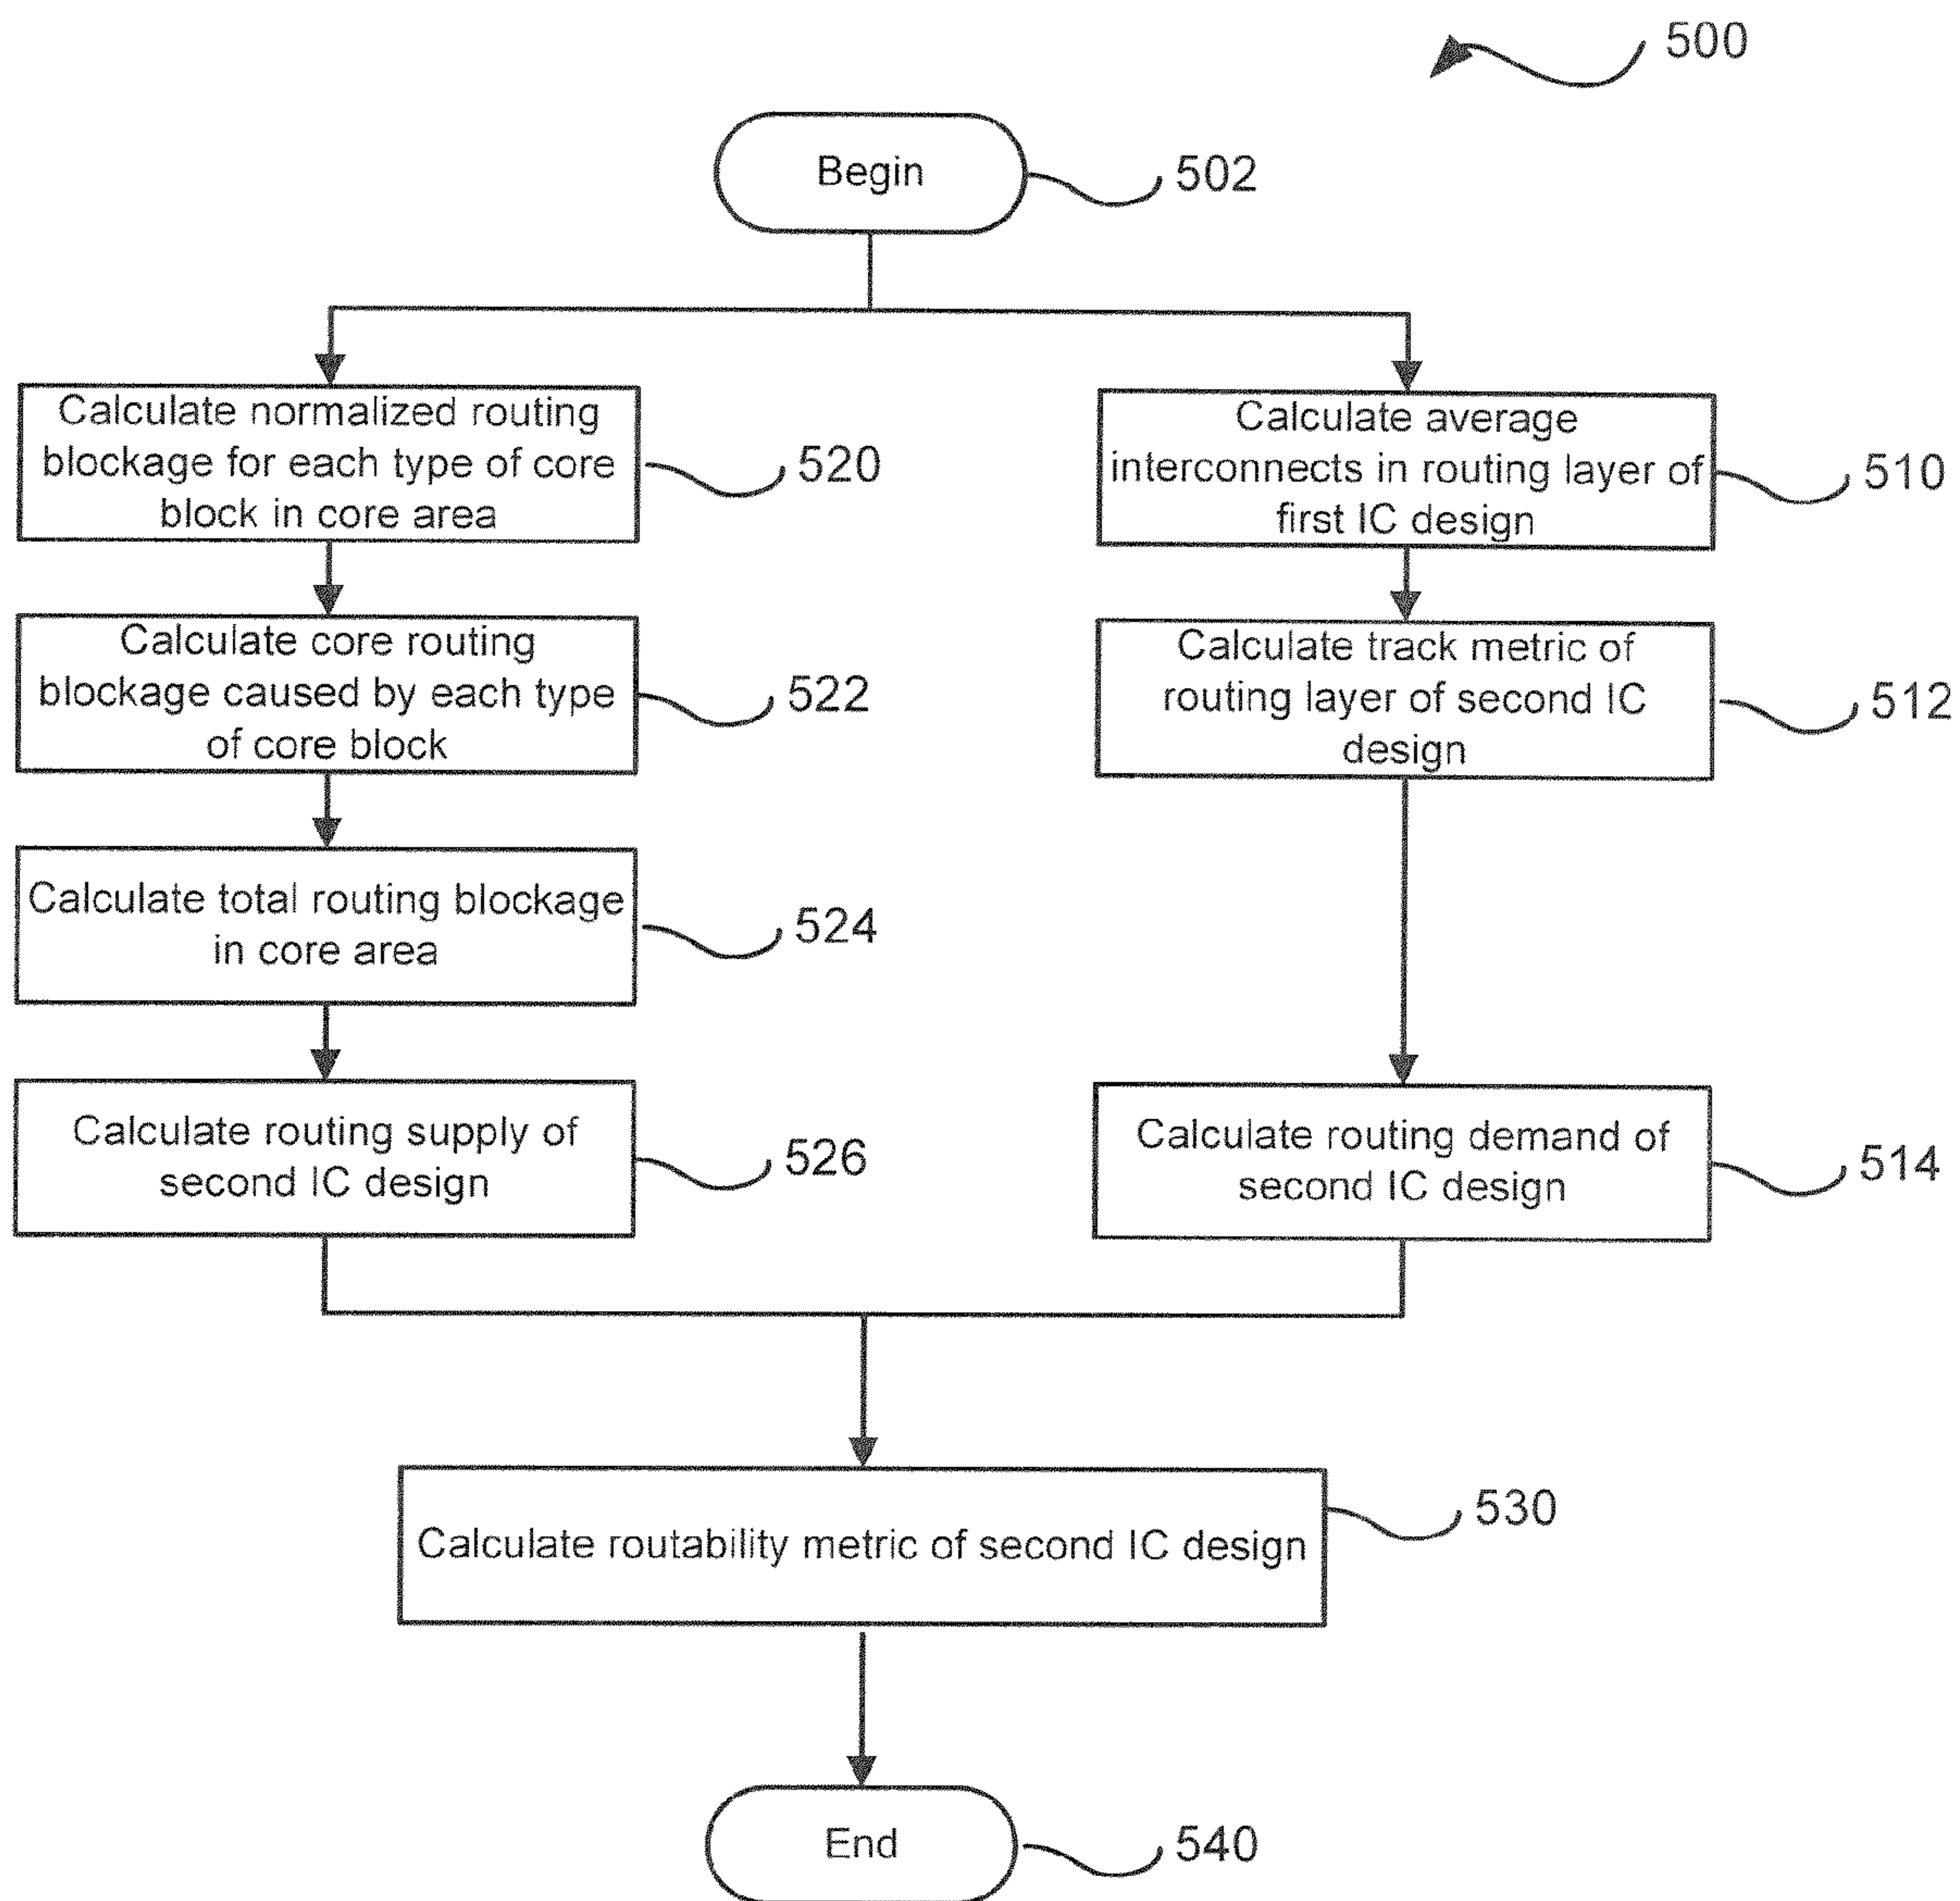 500
Begin
502
Calculate normalized routing
blockage for each type of core
block in core area
520
Calculate average
interconnects in routing layer of
first IC design
510
Calculate core routing
blockage caused by each type
of core block
522
Calculate track metric of
routing layer of second IC
design
512
Calculate total routing blockage
in core area
524
Calculate routing supply of
second IC design
526
Calculate routing demand of
second IC design
514
Calculate routability metric of second IC design
530
End
540